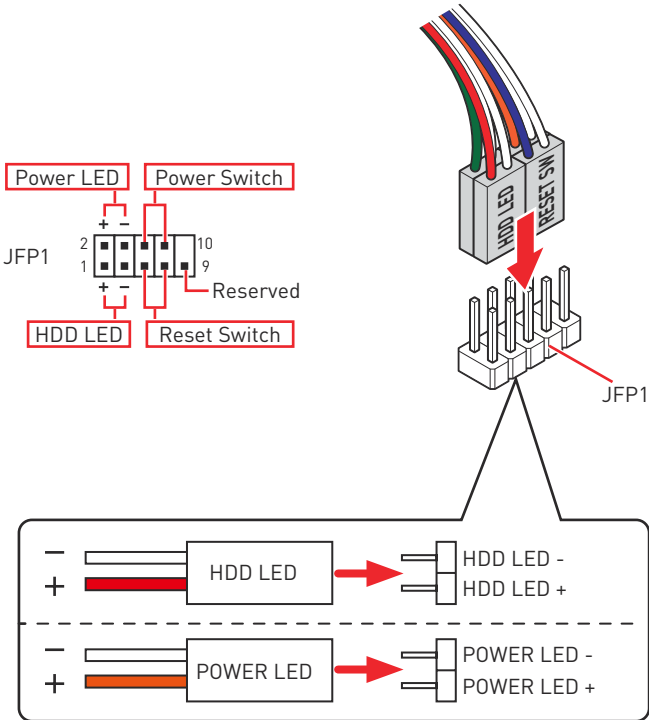 HDD LED
RESET SW
Power LED
Power Switch
+ −
2
10
JFP1
1
9
+ −
Reserved
HDD LED
Reset Switch
JFP1
−
+
HDD LED
HDD LED -
HDD LED +
−
+
POWER LED
POWER LED -
POWER LED +